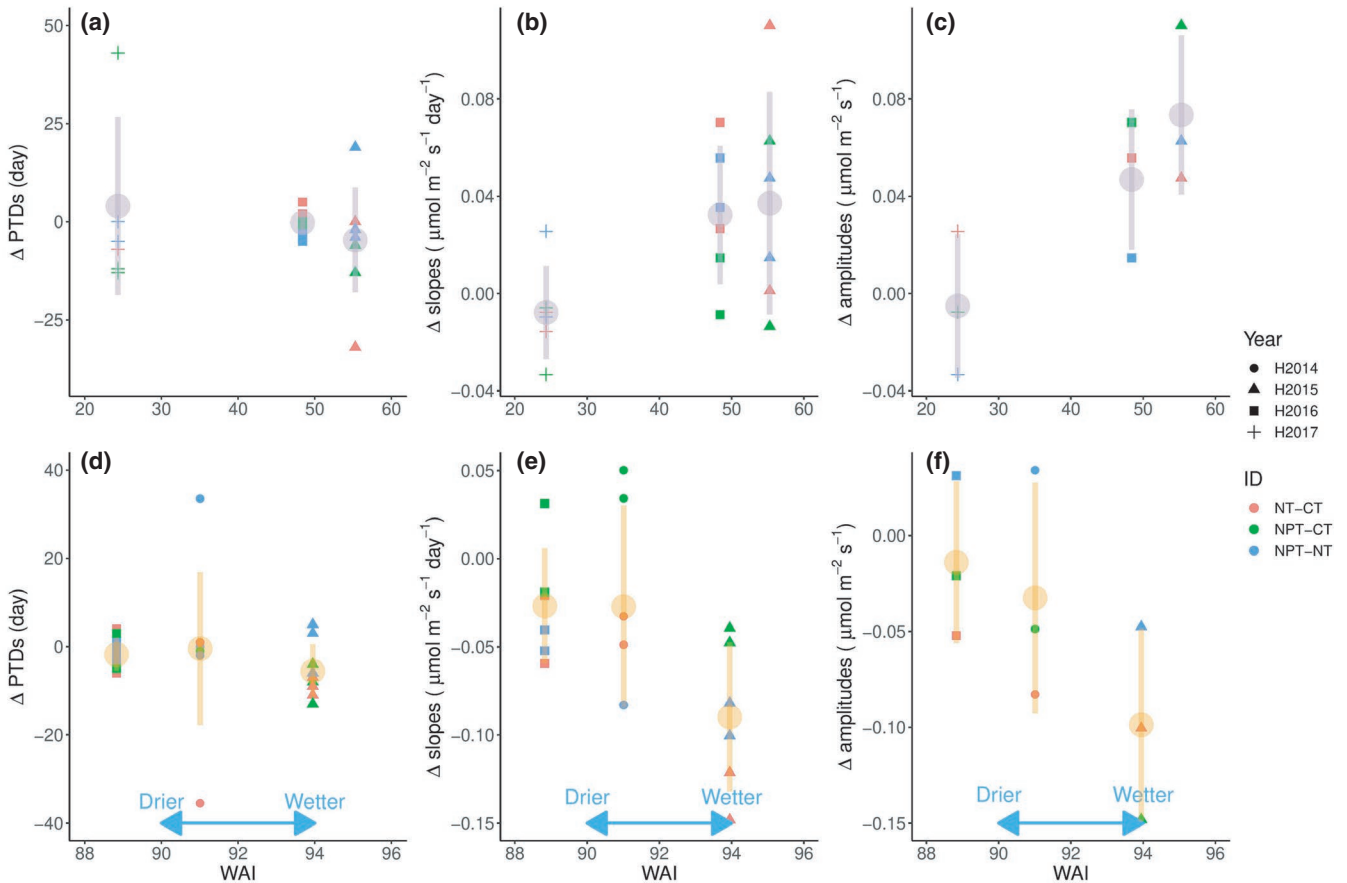 (a)
Δ PTDs (day)
50
25
0
−25
20
30
40
50
60
(b)
Δ slopes ( μmol m⁻² s⁻¹ day⁻¹)
0.08
0.04
0.00
−0.04
20
30
40
50
60
(c)
Δ amplitudes ( μmol m⁻² s⁻¹)
0.08
0.04
0.00
−0.04
20
30
40
50
60
Year
H2014
H2015
H2016
H2017
ID
NT−CT
NPT−CT
NPT−NT
(d)
Δ PTDs (day)
40
20
0
−20
−40
Drier
Wetter
88
90
92
94
96
WAI
(e)
Δ slopes ( μmol m⁻² s⁻¹ day⁻¹)
0.05
0.00
−0.05
−0.10
−0.15
Drier
Wetter
88
90
92
94
96
WAI
(f)
Δ amplitudes ( μmol m⁻² s⁻¹)
0.00
−0.05
−0.10
−0.15
Drier
Wetter
88
90
92
94
96
WAI